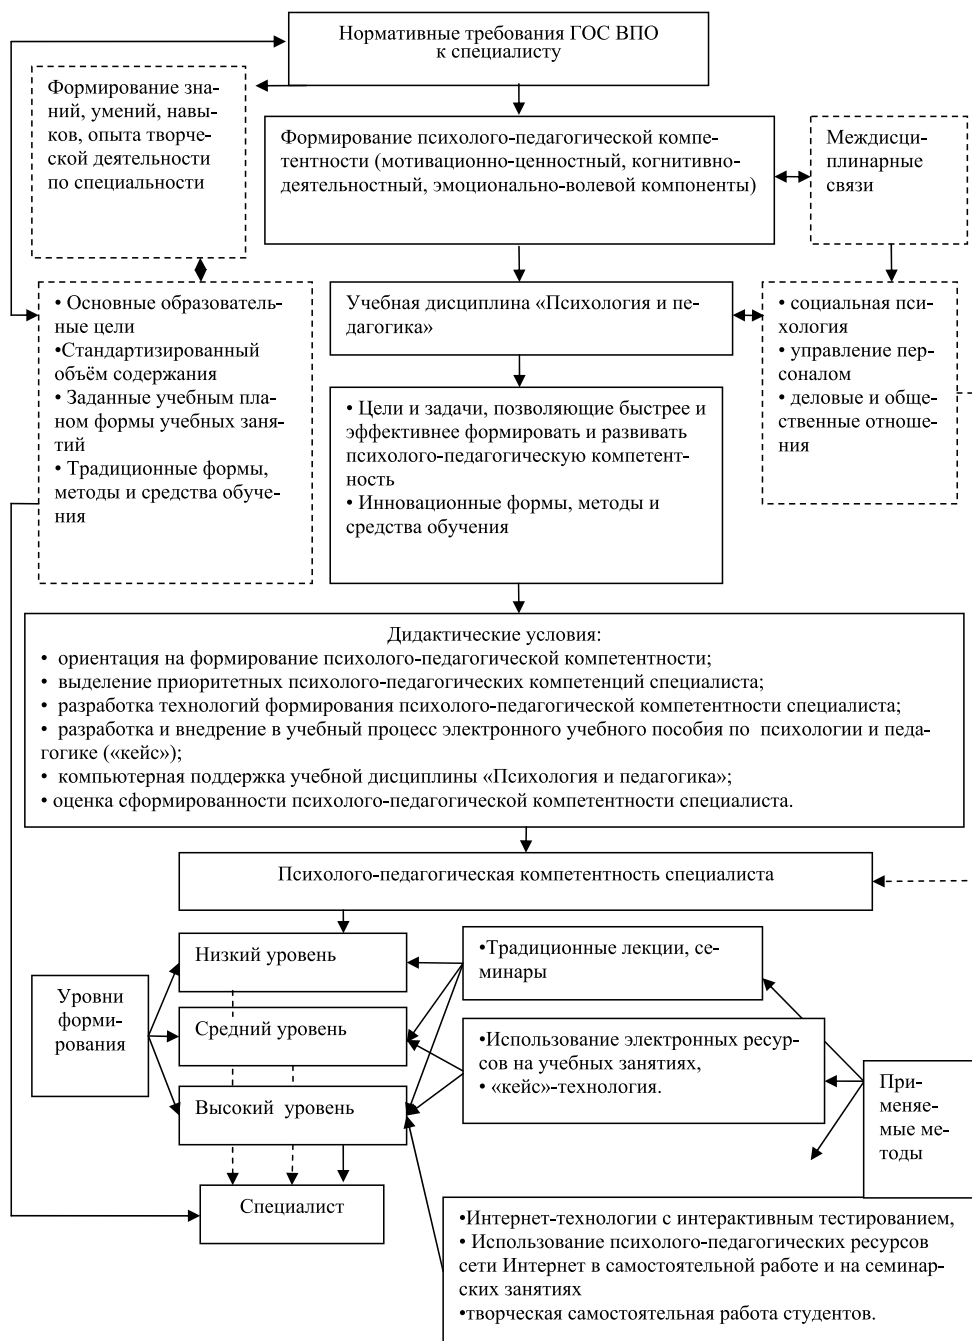 Нормативные требования ГОС ВПО
к специалисту
Формирование зна-
ний, умений, навы-
ков, опыта творче-
ской деятельности
по специальности
Формирование психолого-педагогической компе-
тентности (мотивационно-ценностный, когнитивно-
деятельностный, эмоционально-волевой компоненты)
Междисци-
плинарные
связи
• Основные образователь-
ные цели
•Стандартизированный
объём содержания
• Заданные учебным пла-
ном формы учебных заня-
тий
• Традиционные формы,
методы и средства обуче-
ния
Учебная дисциплина «Психология и пе-
дагогика»
• социальная пси-
хология
• управление пер-
соналом
• деловые и обще-
ственные отноше-
ния
• Цели и задачи, позволяющие быстрее и
эффективнее формировать и развивать
психолого-педагогическую компетент-
ность
• Инновационные формы, методы и
средства обучения
Дидактические условия:
• ориентация на формирование психолого-педагогической компетентности;
• выделение приоритетных психолого-педагогических компетенций специалиста;
• разработка технологий формирования психолого-педагогической компетентности специалиста;
• разработка и внедрение в учебный процесс электронного учебного пособия по психологии и педа-
гогике («кейс»);
• компьютерная поддержка учебной дисциплины «Психология и педагогика»;
• оценка сформированности психолого-педагогической компетентности специалиста.
Психолого-педагогическая компетентность специалиста
Уровни
форми-
рования
Низкий уровень
Средний уровень
Высокий уровень
Специалист
•Традиционные лекции, се-
минары
•Использование электронных ресур-
сов на учебных занятиях,
• «кейс»-технология.
При-
меняе-
мые ме-
тоды
•Интернет-технологии с интерактивным тестированием,
• Использование психолого-педагогических ресурсов
сети Интернет в самостоятельной работе и на семинар-
ских занятиях
•творческая самостоятельная работа студентов.